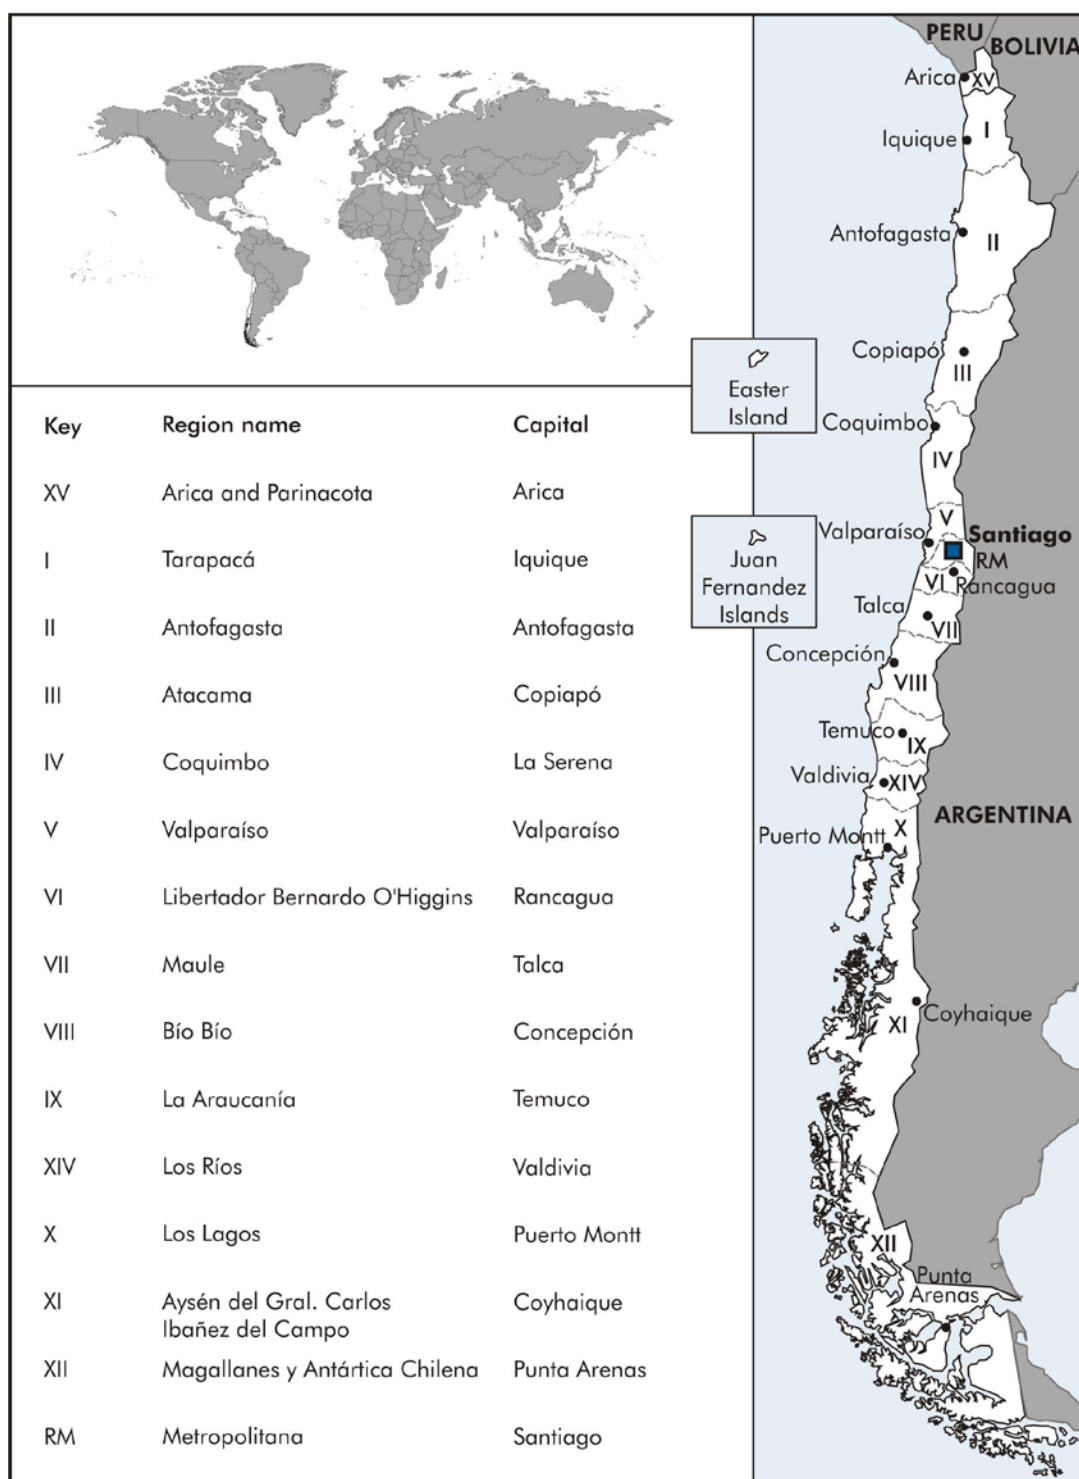 Key Region name Capital
XV Arica and Parinacota Arica
I Tarapacá Iquique
II Antofagasta Antofagasta
III Atacama Copiapó
IV Coquimbo La Serena
V Valparaíso Valparaíso
VI Libertador Bernardo O'Higgins Rancagua
VII Maule Talca
VIII Bío Bío Concepción
IX La Araucanía Temuco
XIV Los Ríos Valdivia
X Los Lagos Puerto Montt
XI Aysén del Gral. Carlos Coyhaique
Ibañez del Campo
XII Magallanes y Antártica Chilena Punta Arenas
RM Metropolitana Santiago
Easter
Island
Juan
Fernandez
Islands
PERU
BOLIVIA
Arica
XV
Iquique
I
Antofagasta
II
Copiapó
III
Coquimbo
IV
V
Valparaíso
Santiago
RM
VI
Rancagua
Talca
VII
Concepción
VIII
Temuco
IX
Valdivia
XIV
ARGENTINA
X
Puerto Montt
Coyhaique
XI
XII
Punta
Arenas